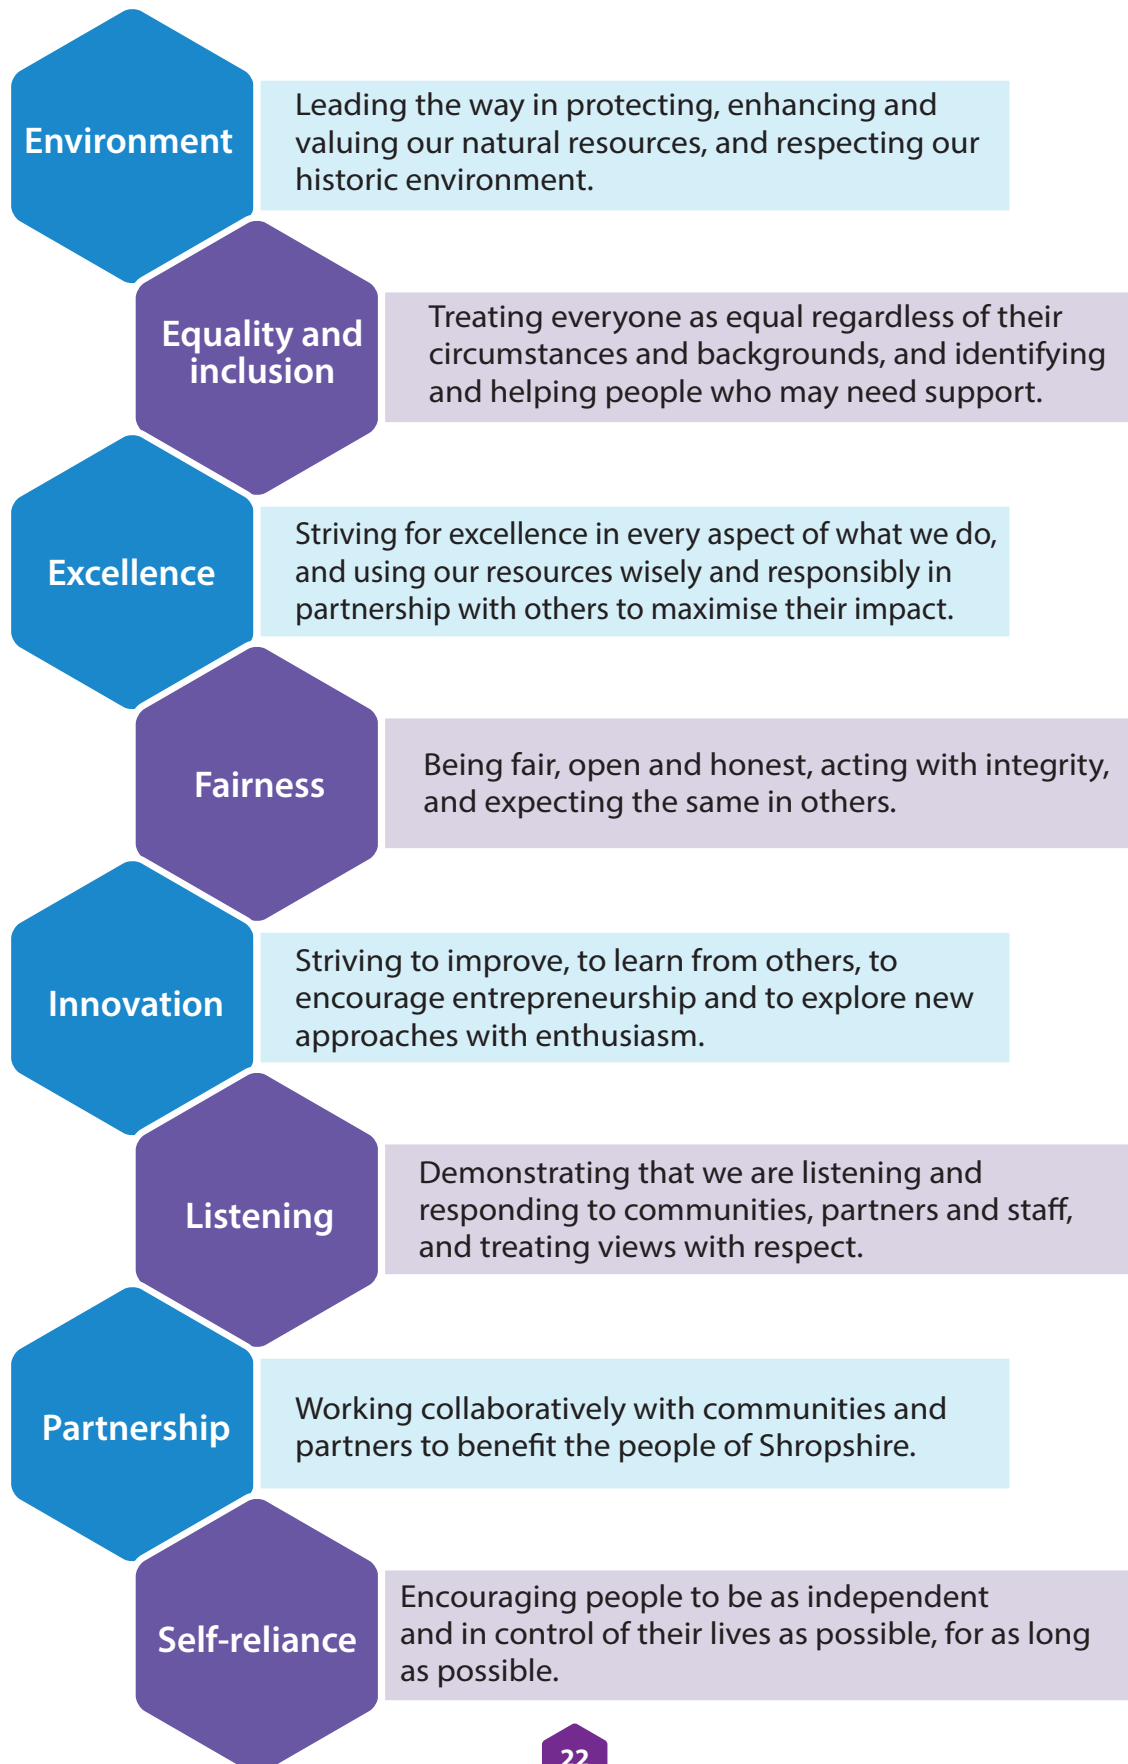 Environment
Leading the way in protecting, enhancing and
valuing our natural resources, and respecting our
historic environment.
Equality and
inclusion
Treating everyone as equal regardless of their
circumstances and backgrounds, and identifying
and helping people who may need support.
Excellence
Striving for excellence in every aspect of what we do,
and using our resources wisely and responsibly in
partnership with others to maximise their impact.
Fairness
Being fair, open and honest, acting with integrity,
and expecting the same in others.
Innovation
Striving to improve, to learn from others, to
encourage entrepreneurship and to explore new
approaches with enthusiasm.
Listening
Demonstrating that we are listening and
responding to communities, partners and staff,
and treating views with respect.
Partnership
Working collaboratively with communities and
partners to benefit the people of Shropshire.
Self-reliance
Encouraging people to be as independent
and in control of their lives as possible, for as long
as possible.
22